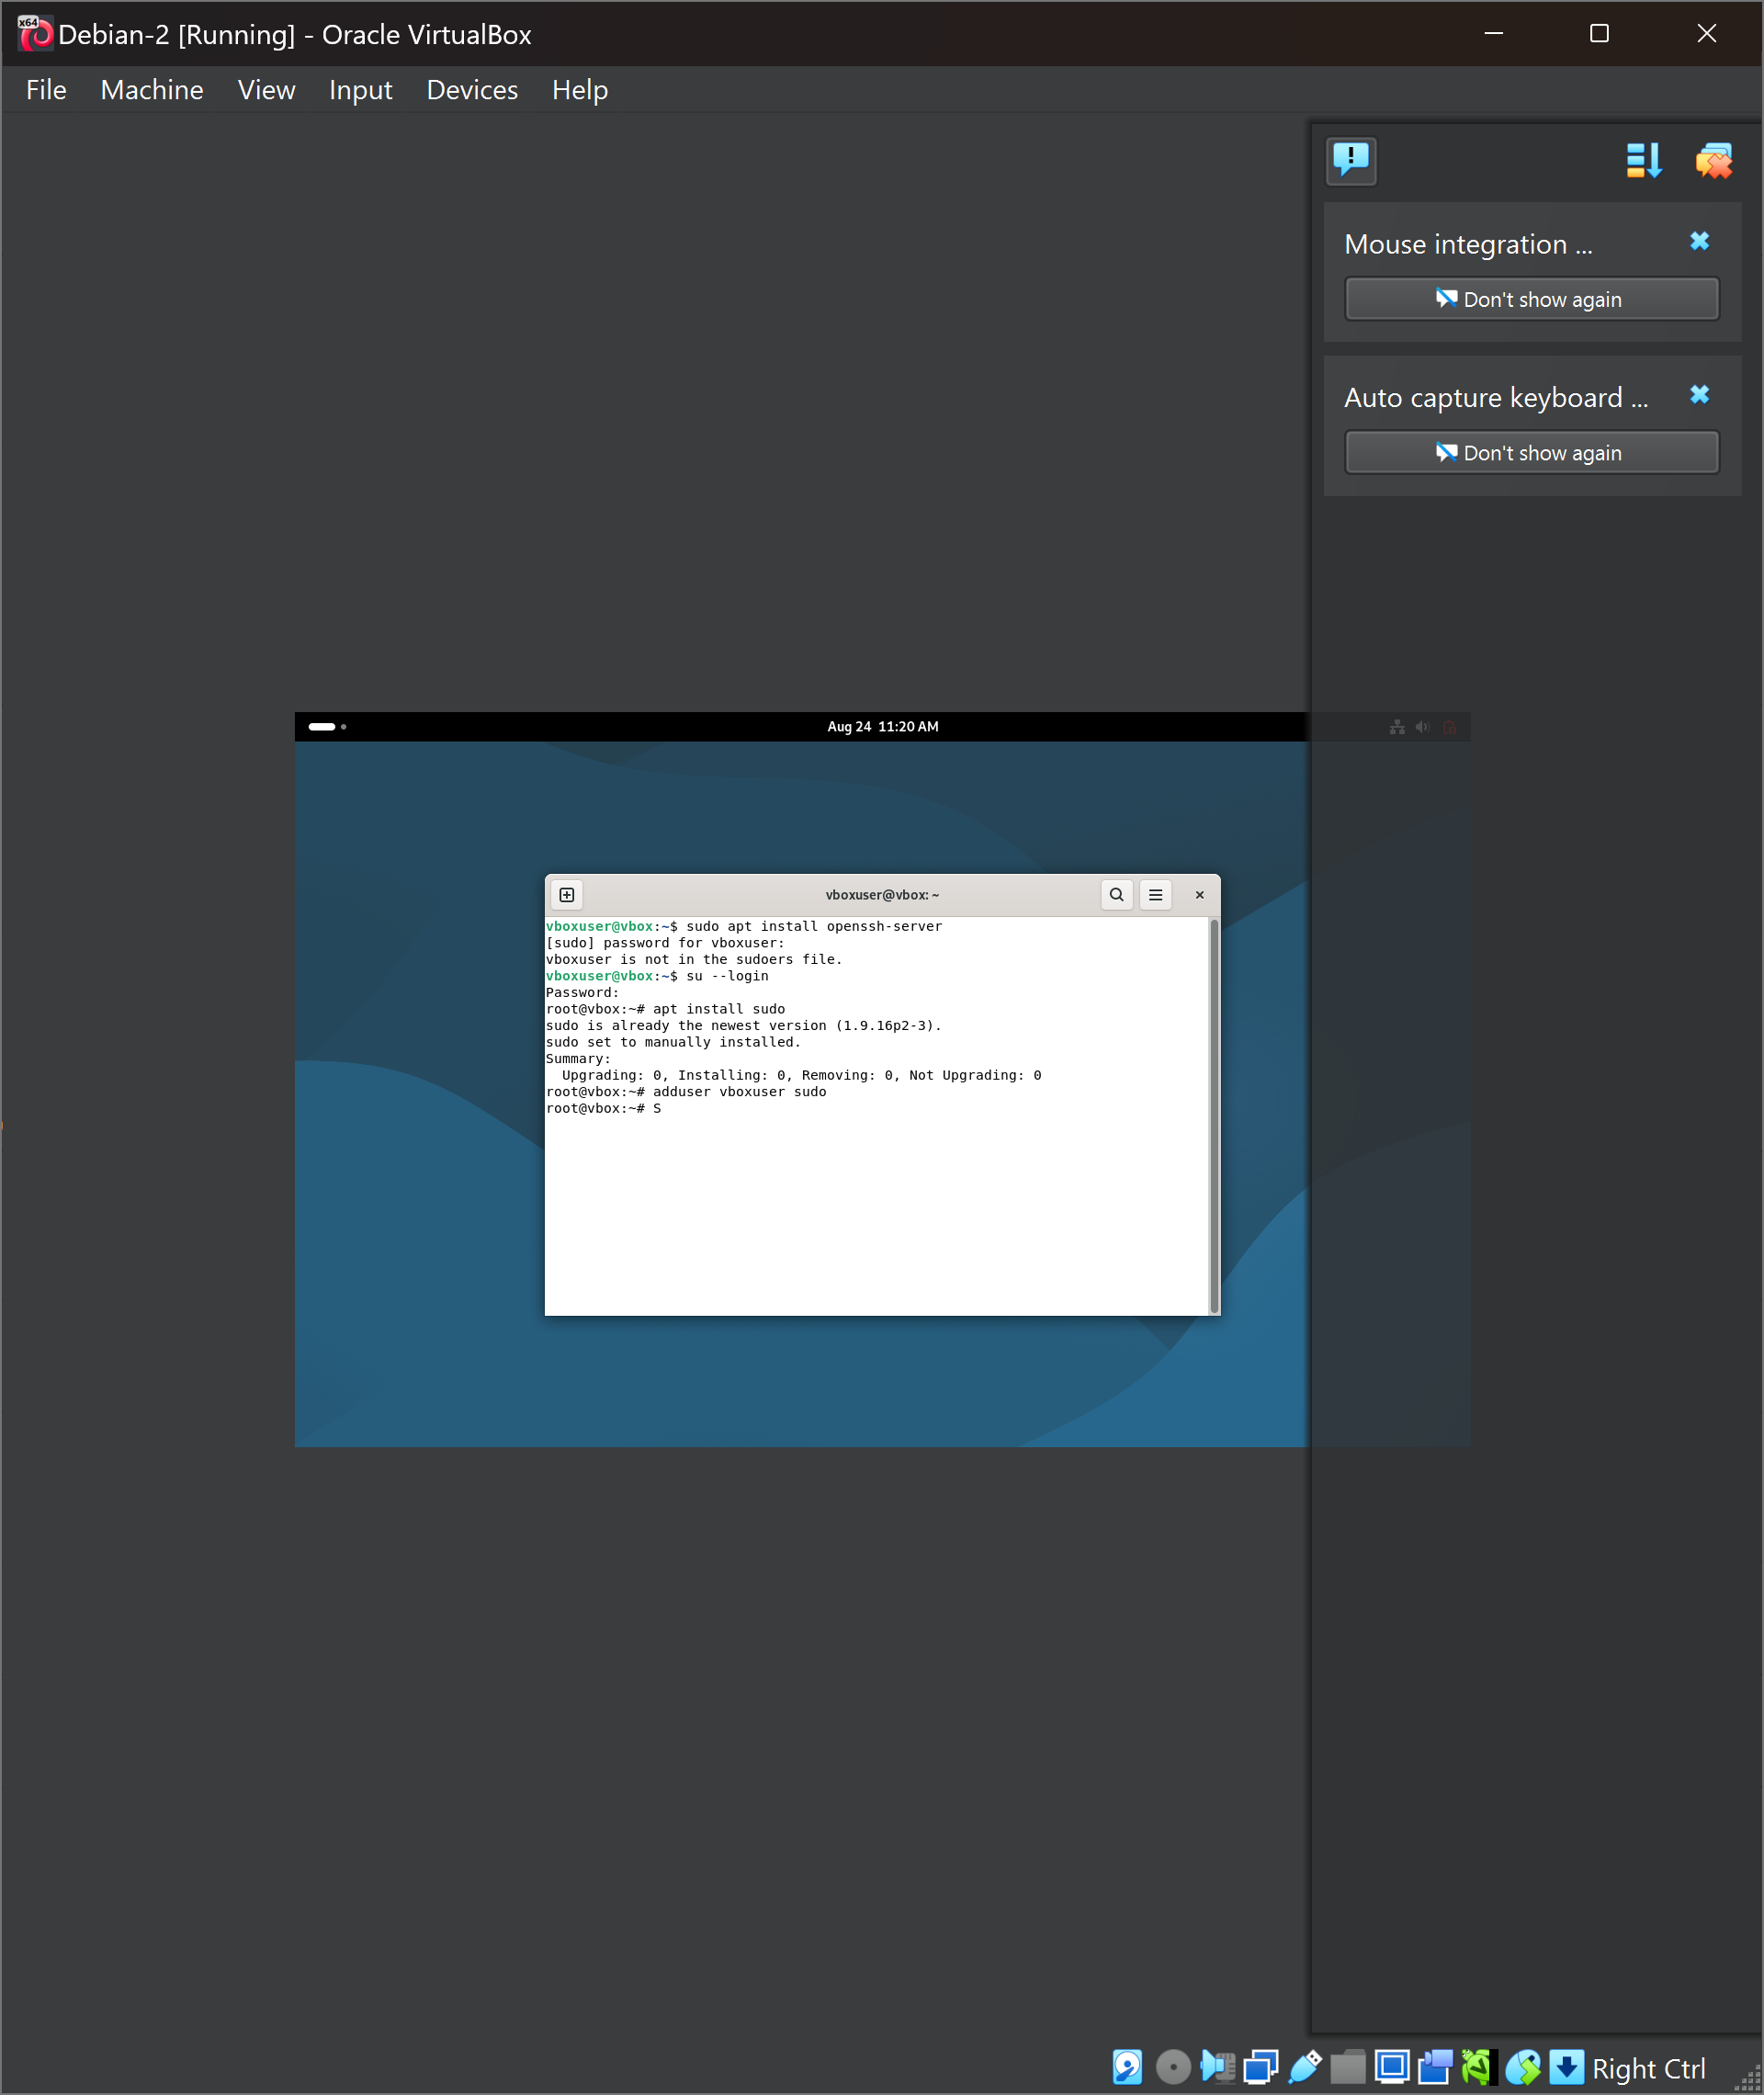 x64
Debian-2 [Running] - Oracle VirtualBox
File Machine View Input Devices Help
Mouse integration ...
Don't show again
Auto capture keyboard ...
Don't show again
Aug 24 11:20 AM
vboxuser@vbox: ~
vboxuser@vbox:~$ sudo apt install openssh-server
[sudo] password for vboxuser:
vboxuser is not in the sudoers file.
vboxuser@vbox:~$ su --login
Password:
root@vbox:~# apt install sudo
sudo is already the newest version (1.9.16p2-3).
sudo set to manually installed.
Summary:
  Upgrading: 0, Installing: 0, Removing: 0, Not Upgrading: 0
root@vbox:~# adduser vboxuser sudo
root@vbox:~# S
Right Ctrl